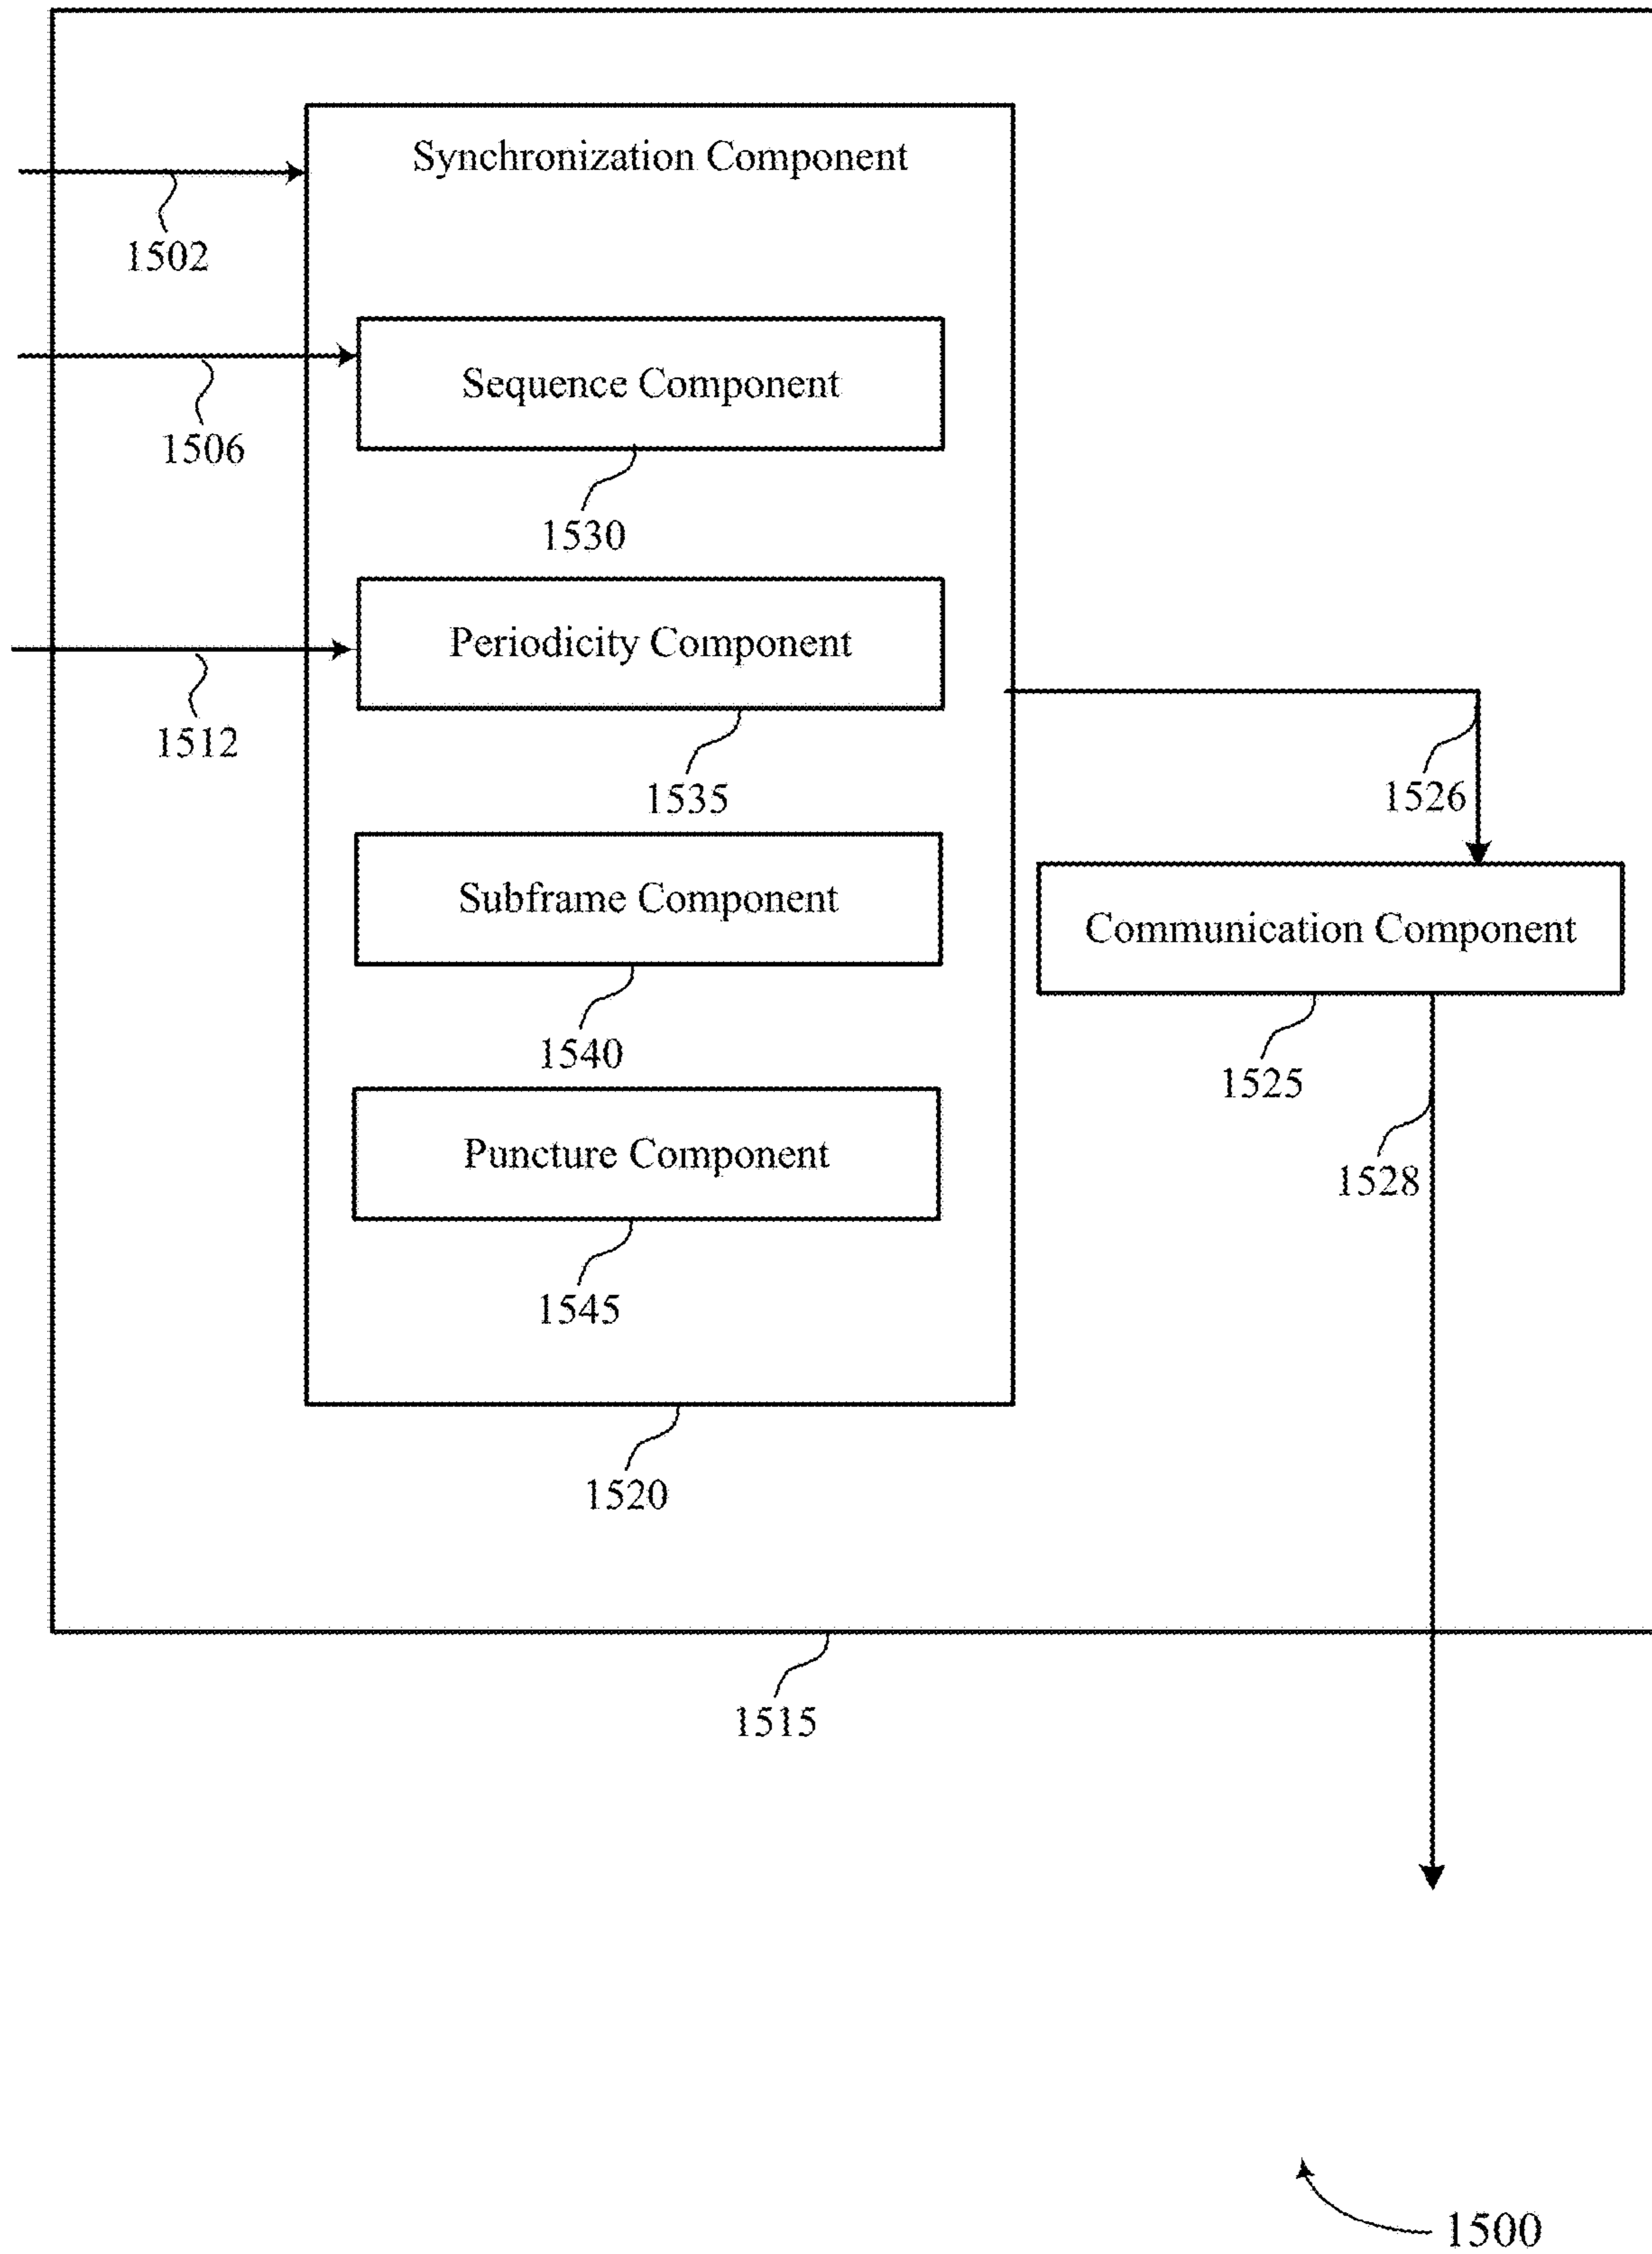 Synchronization Component
1502
Sequence Component
1506
1530
Periodicity Component
1512
1535
1526
Subframe Component
Communication Component
1540
1525
Puncture Component
1528
1545
1520
1515
1500